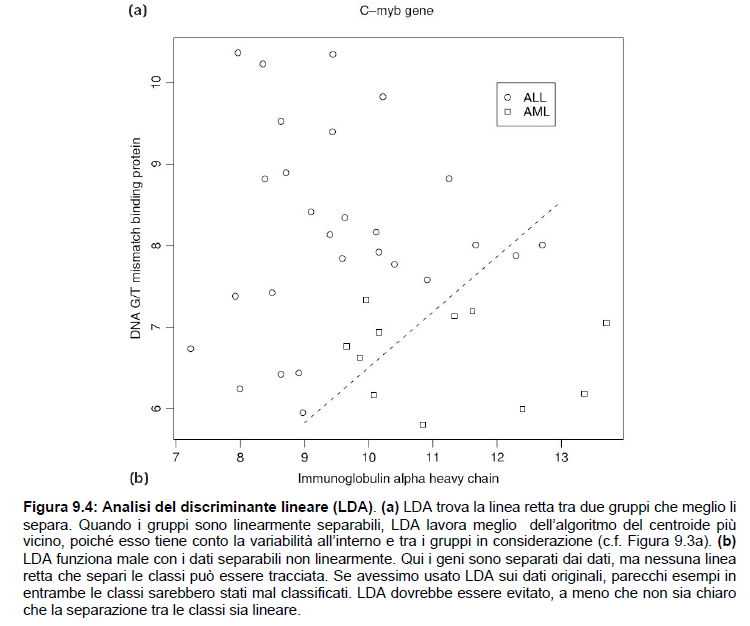 (a)
C–myb gene
ALL
AML
DNA G/T mismatch binding protein
10
9
8
7
6
7 8 9 10 11 12 13
(b)
Immunoglobulin alpha heavy chain
Figura 9.4: Analisi del discriminante lineare (LDA). (a) LDA trova la linea retta tra due gruppi che meglio li
separa. Quando i gruppi sono linearmente separabili, LDA lavora meglio dell'algoritmo del centroide più
vicino, poiché esso tiene conto la variabilità all'interno e tra i gruppi in considerazione (c.f. Figura 9.3a). (b)
LDA funziona male con i dati separabili non linearmente. Qui i geni sono separati dai dati, ma nessuna linea
retta che separi le classi può essere tracciata. Se avessimo usato LDA sui dati originali, parecchi esempi in
entrambe le classi sarebbero stati mal classificati. LDA dovrebbe essere evitato, a meno che non sia chiaro
che la separazione tra le classi sia lineare.